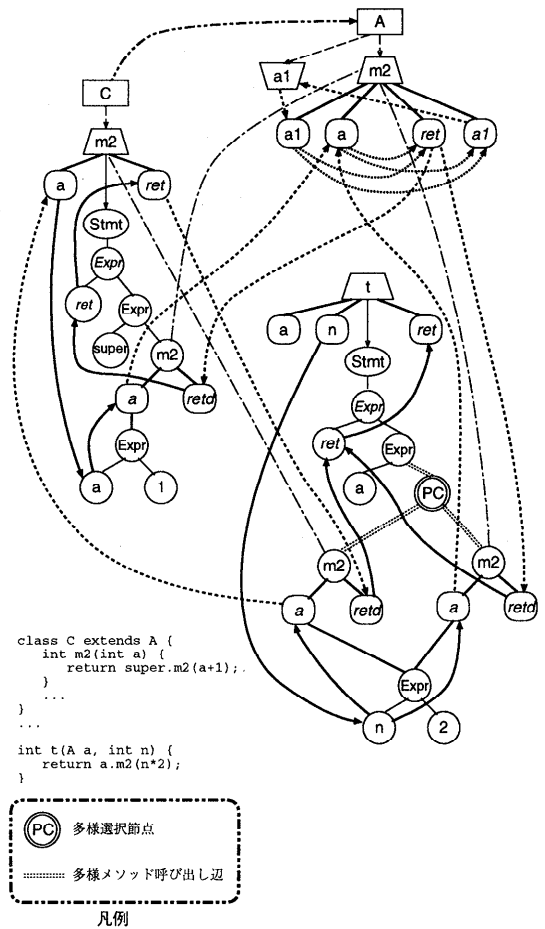 A
C
a1
m2
m2
a1
a
ret
a1
a
ret
Stmt
Expr
t
ret
Expr
a
n
ret
super
m2
Stmt
a
retd
Expr
Expr
ret
Expr
a
1
a
PC
m2
m2
a
retd
a
retd
class C extends A {
int m2(int a) {
return super.m2(a+1);
}
...
}
...
int t(A a, int n) {
return a.m2(n*2);
}
Expr
n
2
PC 多様選択節点
多様メソッド呼び出し辺
凡例